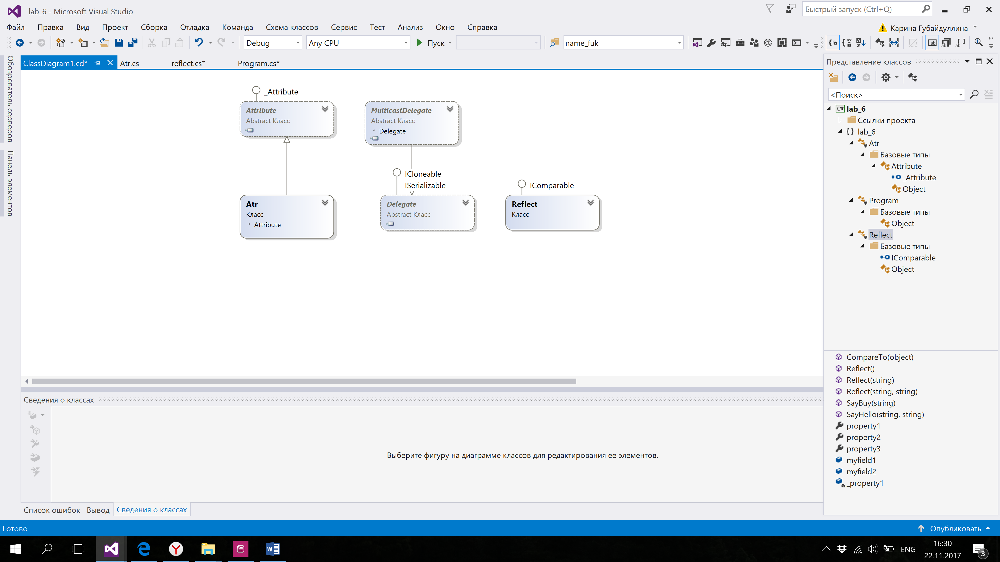 lab_6 - Microsoft Visual Studio
Быстрый запуск (Ctrl+Q)
Файл Правка Вид Проект Сборка Отладка Команда Схема классов Сервис Тест Анализ Окно Справка
Карина Губайдуллина
Debug Any CPU Пуск name_fuk
ClassDiagram1.cd* Atr.cs reflect.cs* Program.cs*
Обозреватель серверов
Панель элементов
_Attribute
Attribute
Abstract Класс
MulticastDelegate
Abstract Класс
Delegate
ICloneable
ISerializable
IComparable
Atr
Класс
Attribute
Delegate
Abstract Класс
Reflect
Класс
Представление классов
<Поиск>
lab_6
Ссылки проекта
lab_6
Atr
Базовые типы
Attribute
_Attribute
Object
Program
Базовые типы
Object
Reflect
Базовые типы
IComparable
Object
CompareTo(object)
Reflect()
Reflect(string)
Reflect(string, string)
SayBuy(string)
SayHello(string, string)
property1
property2
property3
myfield1
myfield2
_property1
Сведения о классах
Выберите фигуру на диаграмме классов для редактирования ее элементов.
Список ошибок Вывод Сведения о классах
Готово
Опубликовать
ENG
16:30
22.11.2017
3